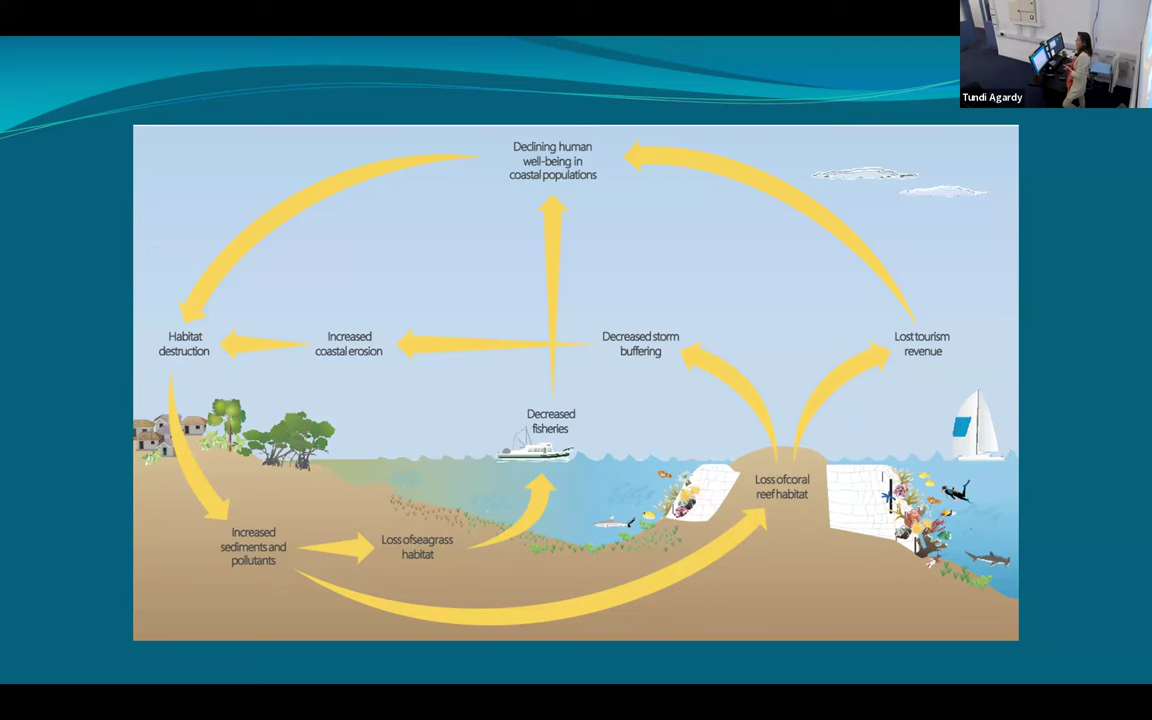 Tundi Agardy
Declining human
well-being in
coastal populations
Habitat
destruction
Increased
coastal erosion
Decreased storm
buffering
Lost tourism
revenue
Decreased
fisheries
Loss of coral
reef habitat
Increased
sediments and
pollutants
Loss of seagrass
habitat